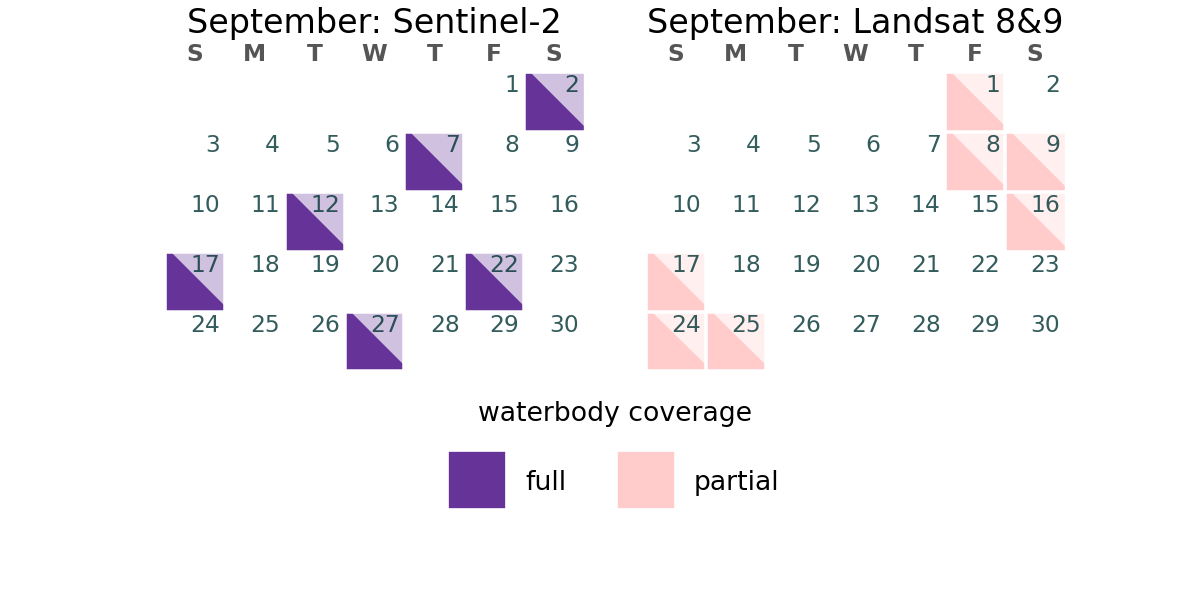 September: Sentinel-2
S M T W T F S
1 2
3 4 5 6 7 8 9
10 11 12 13 14 15 16
17 18 19 20 21 22 23
24 25 26 27 28 29 30
September: Landsat 8&9
S M T W T F S
1 2
3 4 5 6 7 8 9
10 11 12 13 14 15 16
17 18 19 20 21 22 23
24 25 26 27 28 29 30
waterbody coverage
full
partial